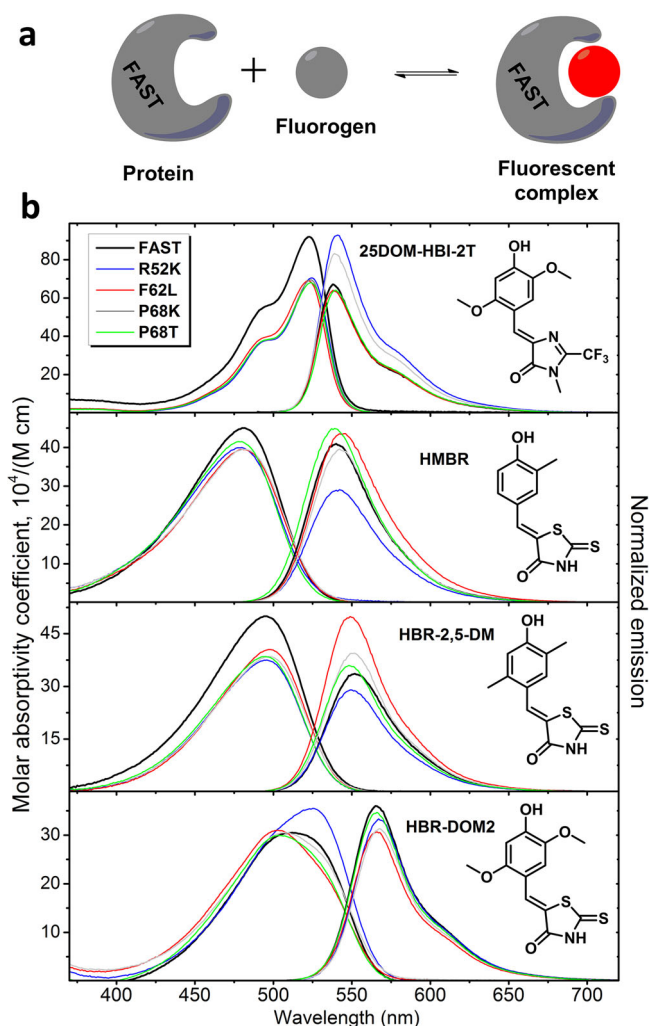 a
FAST
+
FAST
Protein
Fluorogen
Fluorescent
complex
b
FAST
R52K
F62L
P68K
P68T
25DOM-HBI-2T
OH
O
O
N
CF3
O
N
80
60
40
20
HMBR
OH
S
S
O
NH
40
30
20
10
HBR-2,5-DM
OH
S
S
O
NH
45
30
15
HBR-DOM2
OH
O
O
S
S
O
NH
30
20
10
Molar absorptivity coefficient, 10⁴/(M cm)
Normalized emission
400 450 500 550 600 650 700
Wavelength (nm)